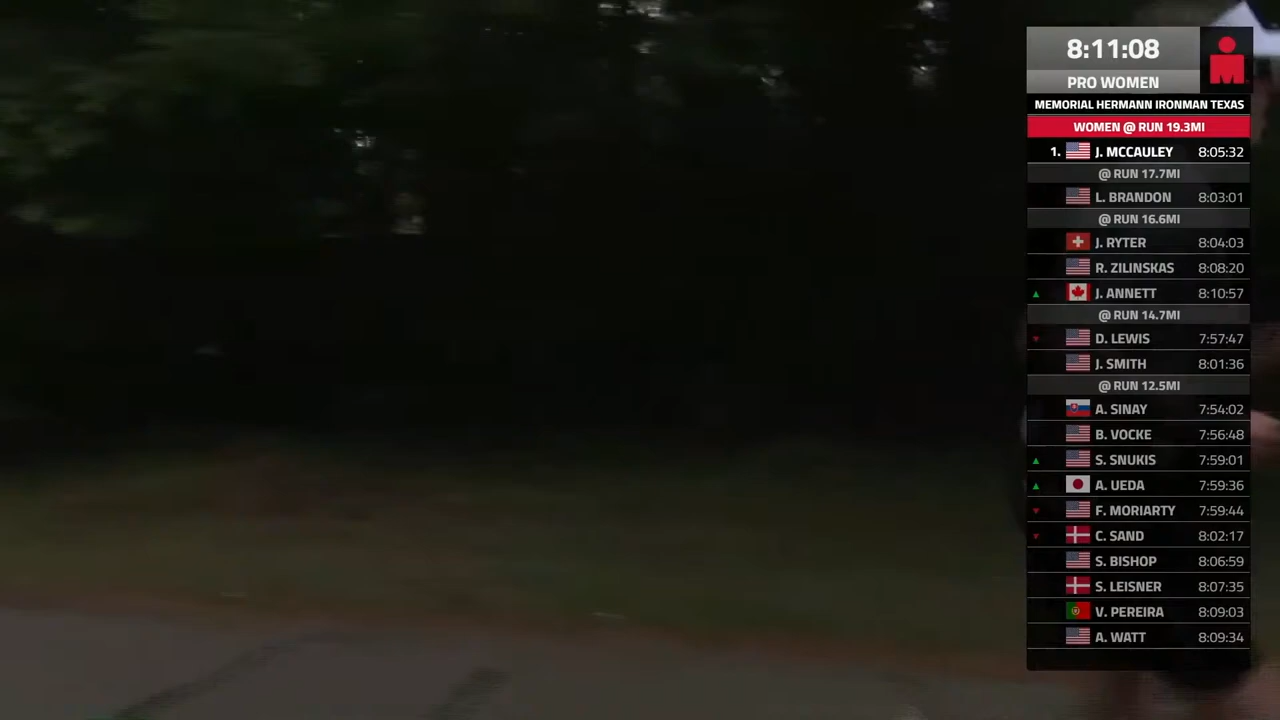 8:11:08
PRO WOMEN
MEMORIAL HERMANN IRONMAN TEXAS
WOMEN @ RUN 19.3MI
1. J. MCCAULEY 8:05:32
@ RUN 17.7MI
L. BRANDON 8:03:01
@ RUN 16.6MI
J. RYTER 8:04:03
R. ZILINSKAS 8:08:20
J. ANNETT 8:10:57
@ RUN 14.7MI
D. LEWIS 7:57:47
J. SMITH 8:01:36
@ RUN 12.5MI
A. SINAY 7:54:02
B. VOCKE 7:56:48
S. SNUKIS 7:59:01
A. UEDA 7:59:36
F. MORIARTY 7:59:44
C. SAND 8:02:17
S. BISHOP 8:06:59
S. LEISNER 8:07:35
V. PEREIRA 8:09:03
A. WATT 8:09:34